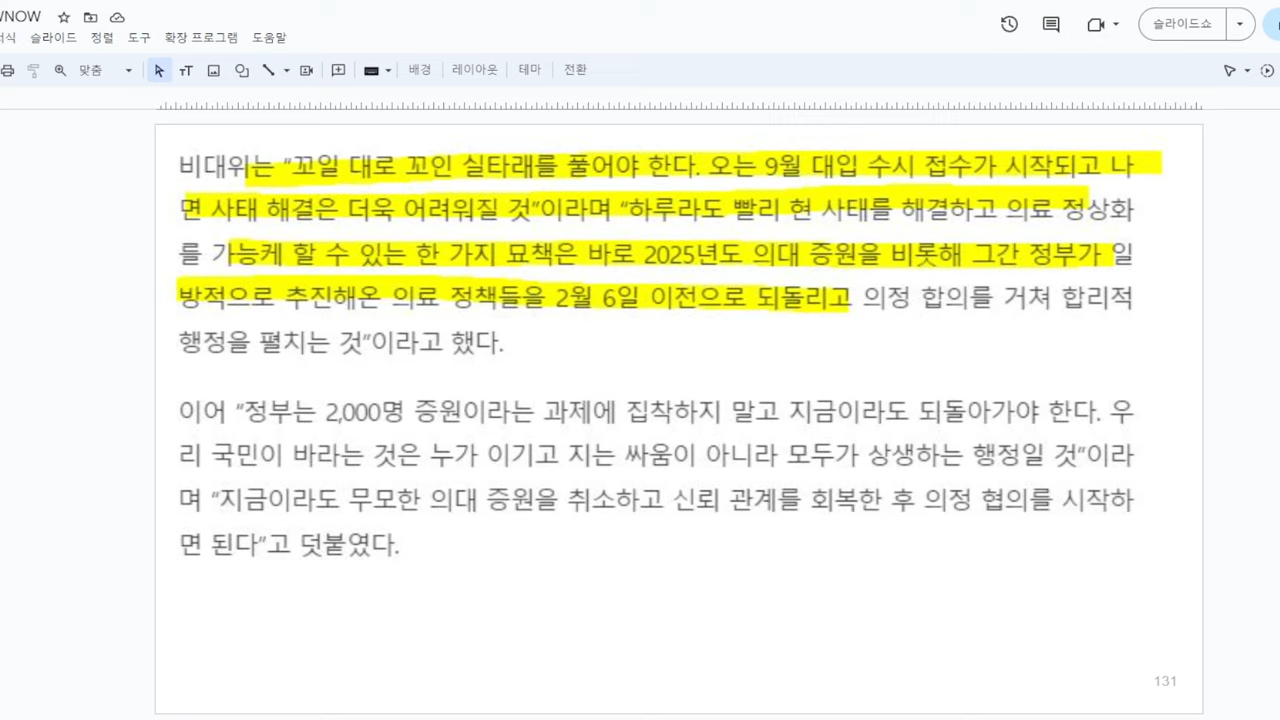 NOW
서식 슬라이드 정렬 도구 확장 프로그램 도움말
슬라이드쇼
맞춤 배경 레이아웃 테마 전환
비대위는 “꼬일 대로 꼬인 실타래를 풀어야 한다. 오는 9월 대입 수시 접수가 시작되고 나
면 사태 해결은 더욱 어려워질 것”이라며 “하루라도 빨리 현 사태를 해결하고 의료 정상화
를 가능케 할 수 있는 한 가지 묘책은 바로 2025년도 의대 증원을 비롯해 그간 정부가 일
방적으로 추진해온 의료 정책들을 2월 6일 이전으로 되돌리고 의정 합의를 거쳐 합리적
행정을 펼치는 것”이라고 했다.
이어 “정부는 2,000명 증원이라는 과제에 집착하지 말고 지금이라도 되돌아가야 한다. 우
리 국민이 바라는 것은 누가 이기고 지는 싸움이 아니라 모두가 상생하는 행정일 것”이라
며 “지금이라도 무모한 의대 증원을 취소하고 신뢰 관계를 회복한 후 의정 협의를 시작하
면 된다”고 덧붙였다.
131